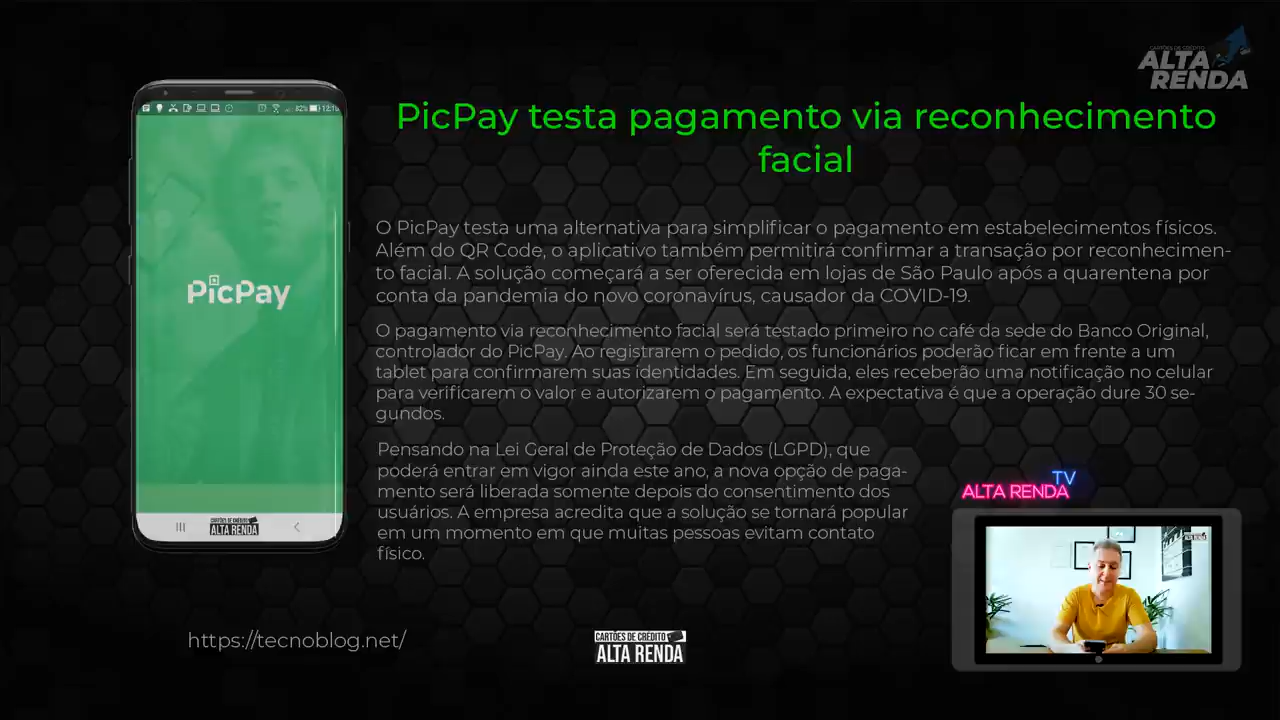 CARTÕES DE CRÉDITO
ALTA
RENDA
82% 12:1
PicPay testa pagamento via reconhecimento
facial
O PicPay testa uma alternativa para simplificar o pagamento em estabelecimentos físicos.
Além do QR Code, o aplicativo também permitirá confirmar a transação por reconhecimen-
to facial. A solução começará a ser oferecida em lojas de São Paulo após a quarentena por
conta da pandemia do novo coronavírus, causador da COVID-19.
PicPay
O pagamento via reconhecimento facial será testado primeiro no café da sede do Banco Original,
controlador do PicPay. Ao registrarem o pedido, os funcionários poderão ficar em frente a um
tablet para confirmarem suas identidades. Em seguida, eles receberão uma notificação no celular
para verificarem o valor e autorizarem o pagamento. A expectativa é que a operação dure 30 se-
gundos.
Pensando na Lei Geral de Proteção de Dados (LGPD), que
poderá entrar em vigor ainda este ano, a nova opção de paga-
mento será liberada somente depois do consentimento dos
usuários. A empresa acredita que a solução se tornará popular
em um momento em que muitas pessoas evitam contato
físico.
TV
ALTA RENDA
CARTÕES DE CRÉDITO
ALTA RENDA
https://tecnoblog.net/
CARTÕES DE CRÉDITO
ALTA RENDA